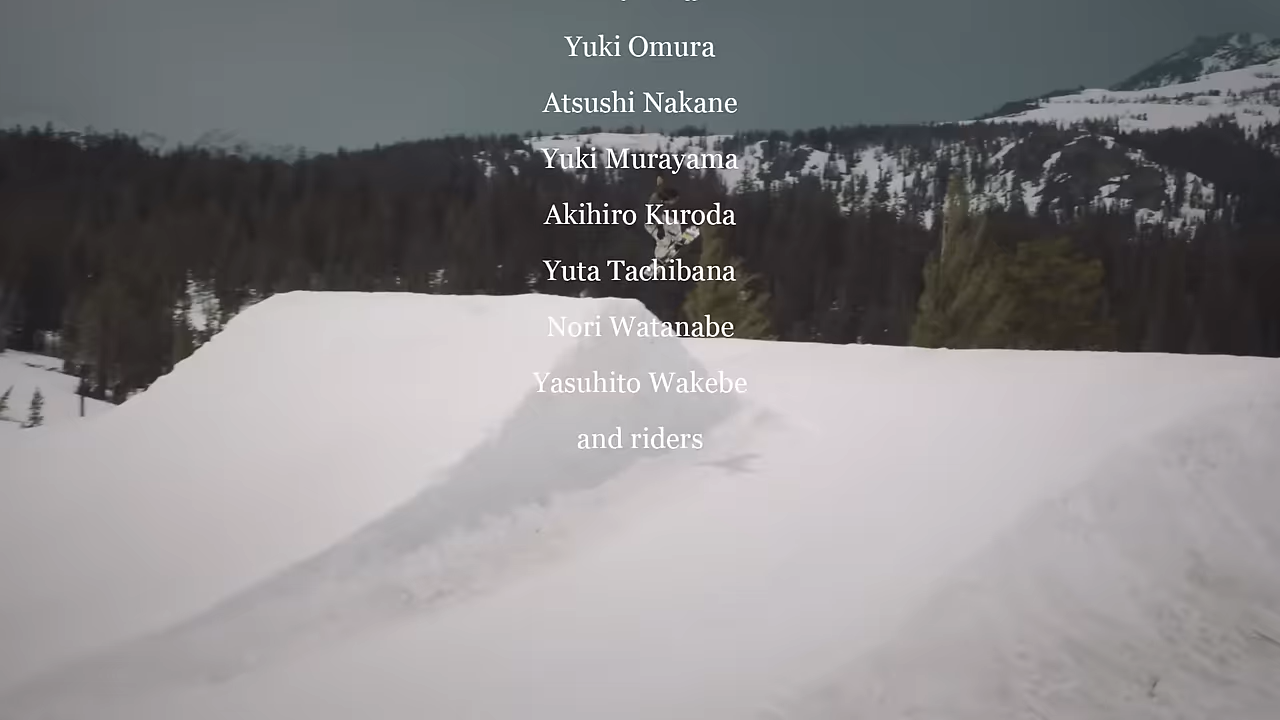 Yuki Omura
Atsushi Nakane
Yuki Murayama
Akihiro Kuroda
Yuta Tachibana
Nori Watanabe
Yasuhito Wakebe
and riders